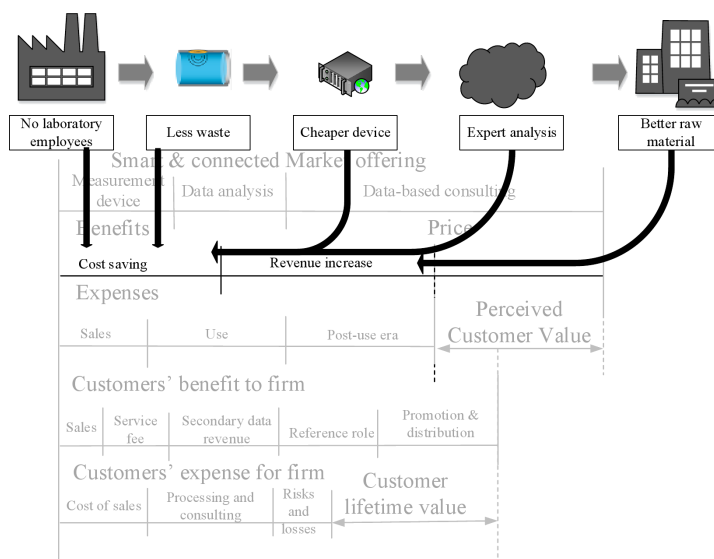 No laboratory
employees
Less waste
Cheaper device
Expert analysis
Better raw
material
Smart & connected Market offering
Measurement
device
Data analysis
Data-based consulting
Benefits
Price
Cost saving
Revenue increase
Expenses
Perceived
Customer Value
Sales
Use
Post-use era
Customers’ benefit to firm
Sales
Service
fee
Secondary data
revenue
Reference role
Promotion &
distribution
Customers’ expense for firm
Customer
lifetime value
Cost of sales
Processing and
consulting
Risks
and
losses